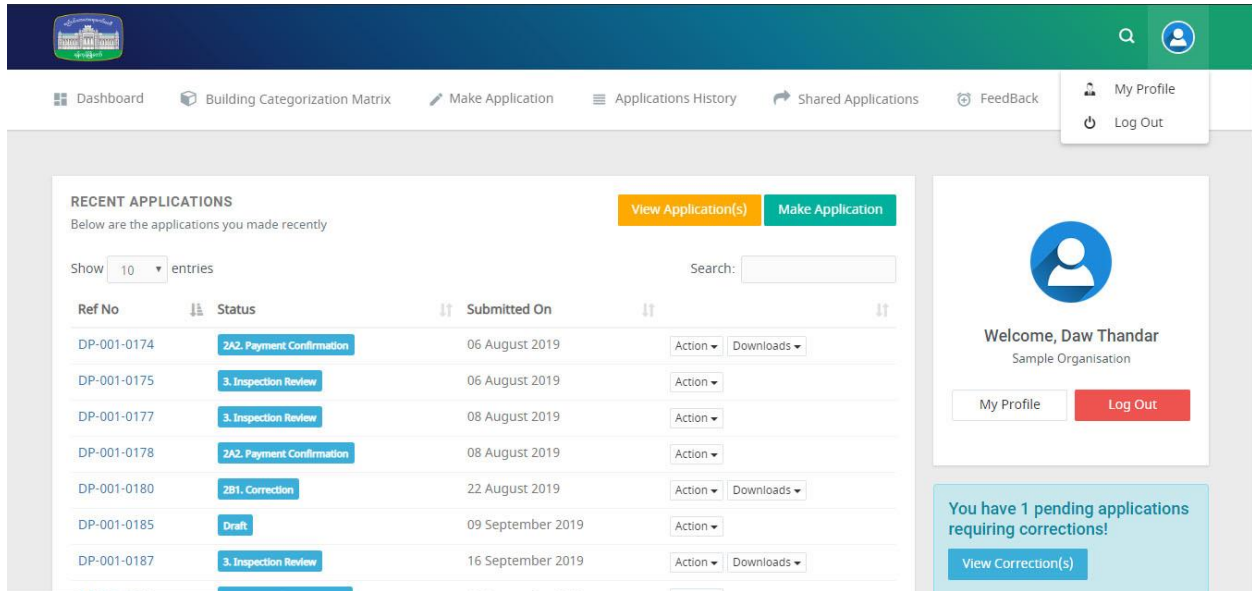 Dashboard
Building Categorization Matrix
Make Application
Applications History
Shared Applications
FeedBack
My Profile
Log Out
RECENT APPLICATIONS
Below are the applications you made recently
View Application(s)
Make Application
Show 10 entries
Search:
Ref No Status Submitted On
DP-001-0174 2A2. Payment Confirmation 06 August 2019 Action Downloads
DP-001-0175 3. Inspection Review 06 August 2019 Action
DP-001-0177 3. Inspection Review 08 August 2019 Action
DP-001-0178 2A2. Payment Confirmation 08 August 2019 Action
DP-001-0180 2B1. Correction 22 August 2019 Action Downloads
DP-001-0185 Draft 09 September 2019 Action
DP-001-0187 3. Inspection Review 16 September 2019 Action Downloads
Welcome, Daw Thandar
Sample Organisation
My Profile
Log Out
You have 1 pending applications
requiring corrections!
View Correction(s)